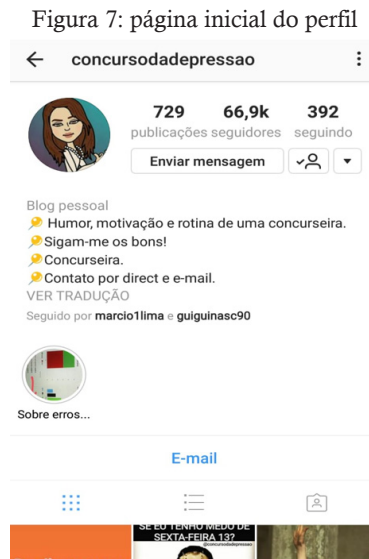 Figura 7: página inicial do perfil
concursodadepressao
729 66,9k 392
publicações seguidores seguindo
Enviar mensagem
Blog pessoal
Humor, motivação e rotina de uma concurseira.
Sigam-me os bons!
Concurseira.
Contato por direct e e-mail.
VER TRADUÇÃO
Seguido por marcio1lima e guiguinasc90
Sobre erros...
E-mail
SE EU TENHO MEDO DE
SEXTA-FEIRA 13?
@concursodadepressao